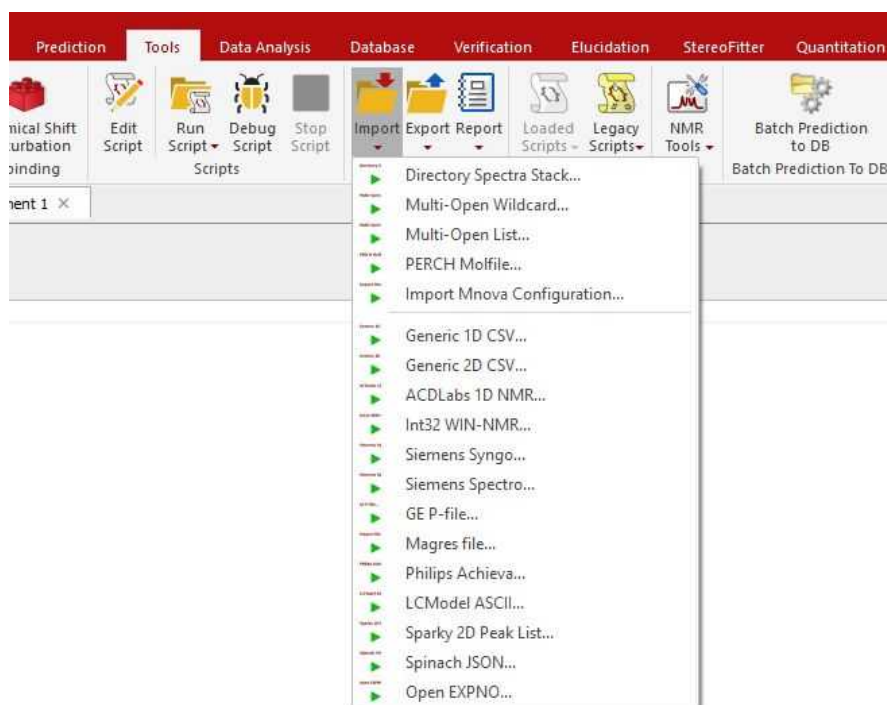 Prediction Tools Data Analysis Database Verification Elucidation StereoFitter Quantitation
mical Shift Edit Run Debug Stop Import Export Report Loaded Legacy NMR Batch Prediction
urbation Script Script Script Script Scripts Scripts Tools to DB
inding Scripts Batch Prediction To DB
ent 1 ×
Directory Spectra Stack...
Multi-Open Wildcard...
Multi-Open List...
PERCH Molfile...
Import Mnova Configuration...
Generic 1D CSV...
Generic 2D CSV...
ACDLabs 1D NMR...
Int32 WIN-NMR...
Siemens Syngo...
Siemens Spectro...
GE P-file...
Magres file...
Philips Achieva...
LCModel ASCII...
Sparky 2D Peak List...
Spinach JSON...
Open EXPNO...